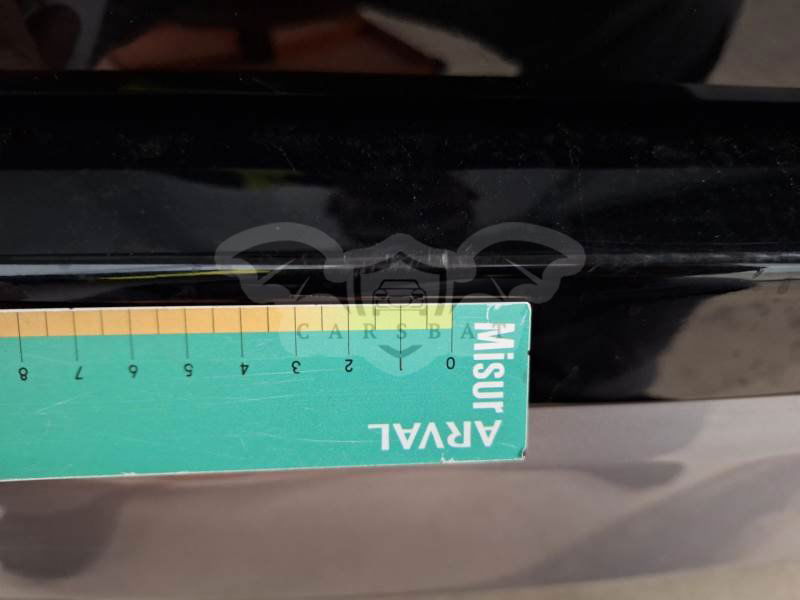 CARSBAT
8 7 6 5 4 3 2 1 0
Misur
ARVAL